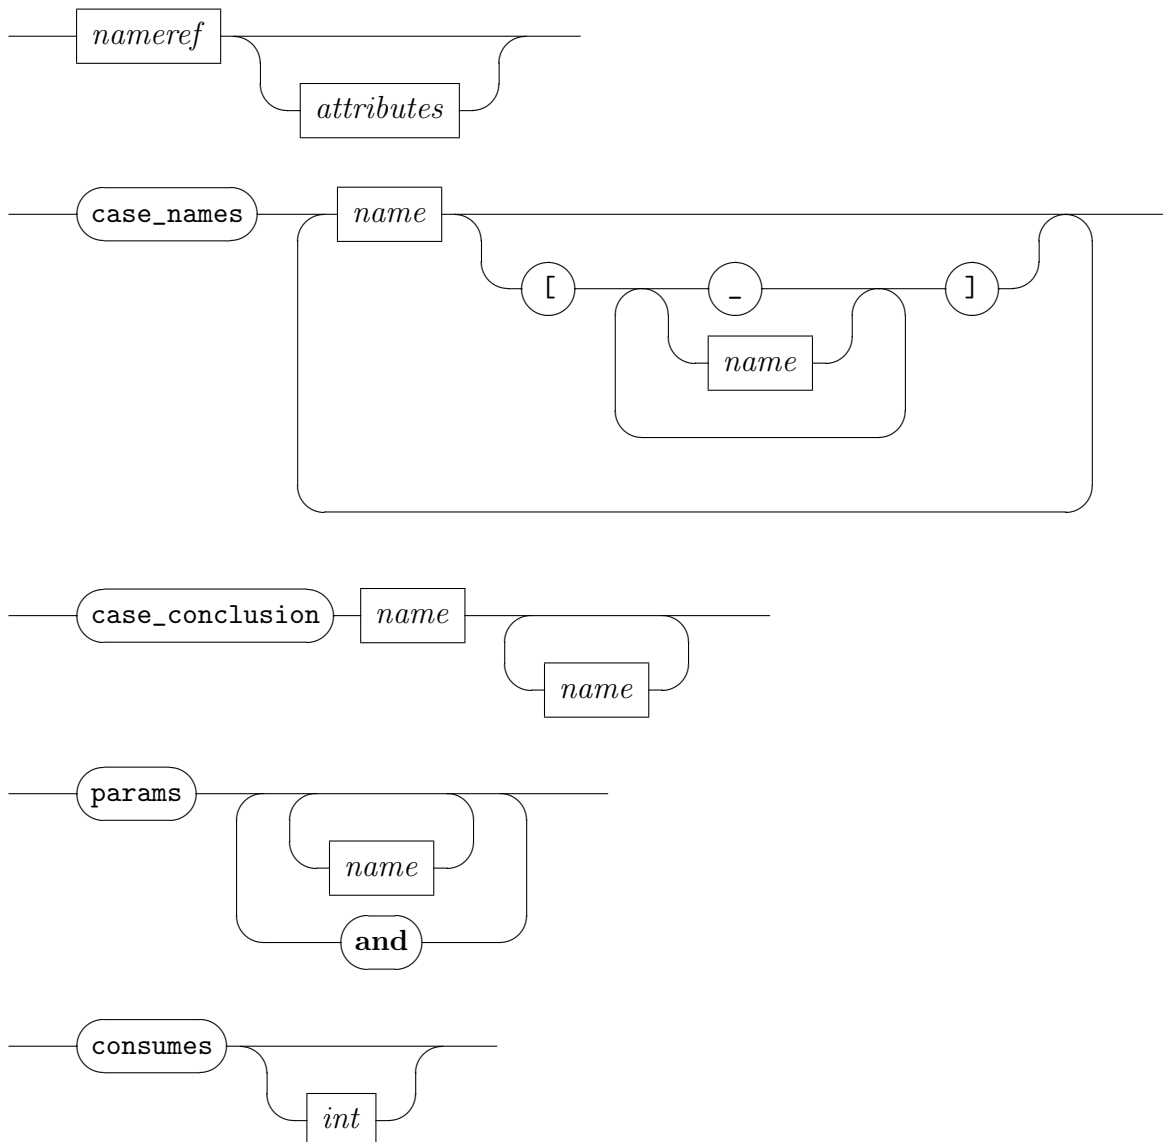 nameref
attributes
case_names name
[ _ ]
name
case_conclusion name
name
params
name
and
consumes
int